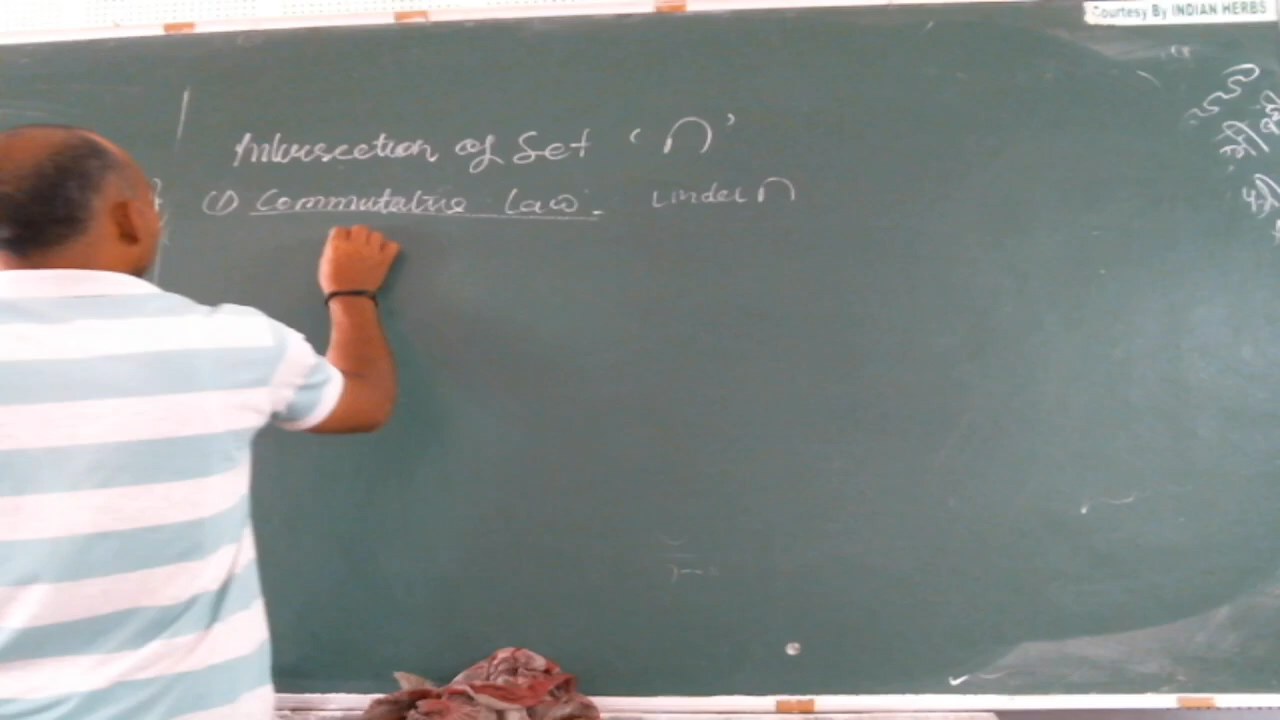 Courtesy By INDIAN HERBS
Intersection of Set ‘∩’
(1) Commutative law:- under ∩